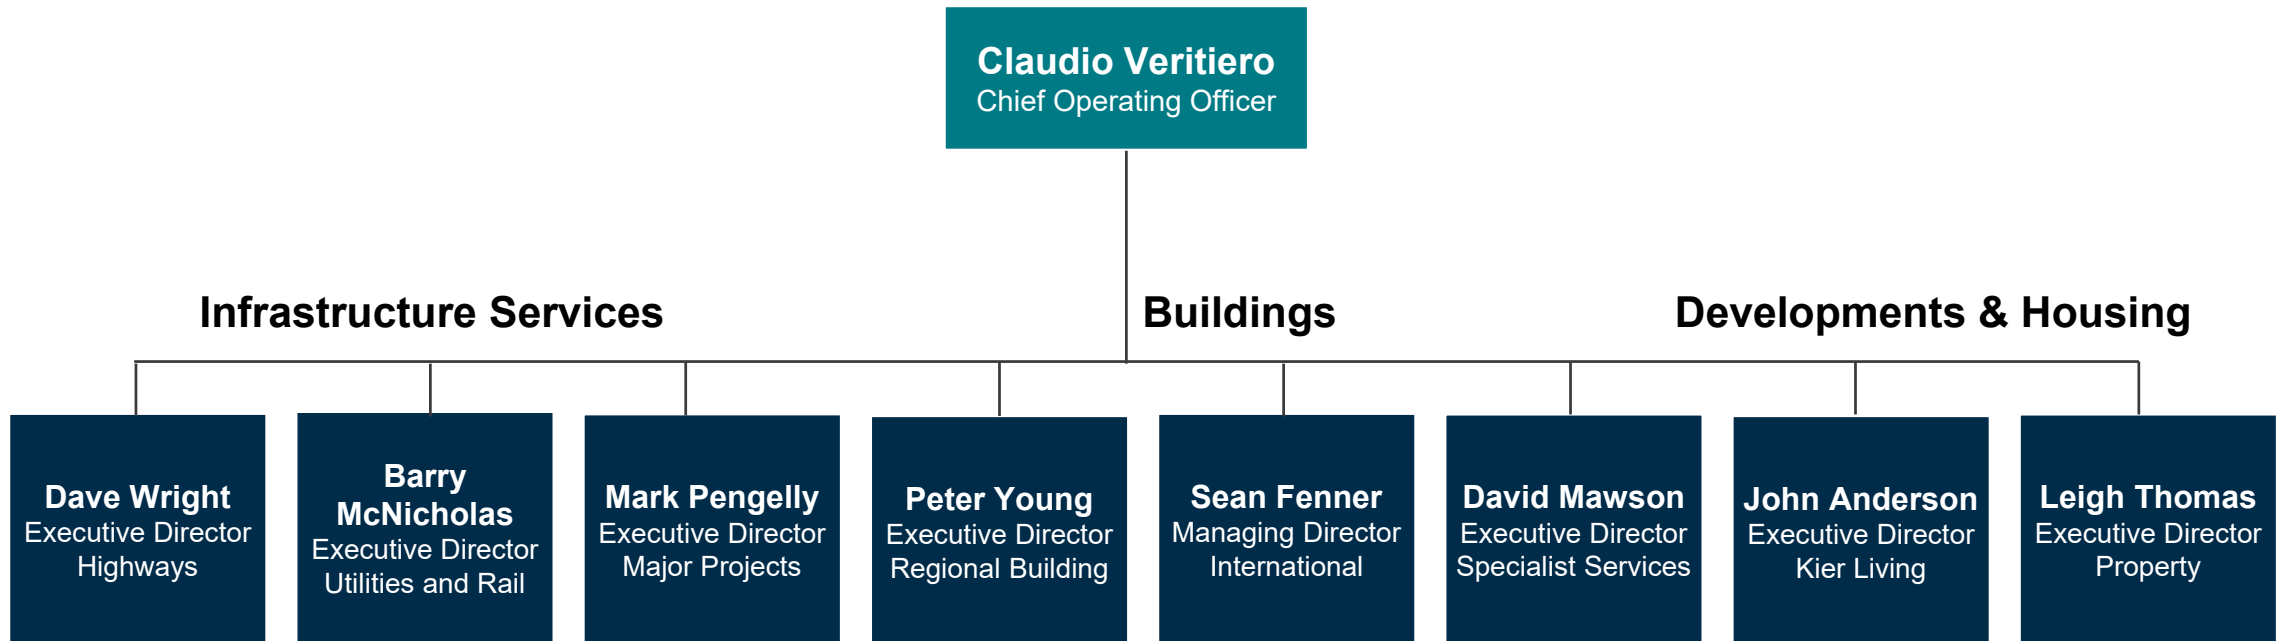 Claudio Veritiero
Chief Operating Officer
Infrastructure Services
Buildings
Developments & Housing
Dave Wright
Executive Director
Highways
Barry
McNicholas
Executive Director
Utilities and Rail
Mark Pengelly
Executive Director
Major Projects
Peter Young
Executive Director
Regional Building
Sean Fenner
Managing Director
International
David Mawson
Executive Director
Specialist Services
John Anderson
Executive Director
Kier Living
Leigh Thomas
Executive Director
Property